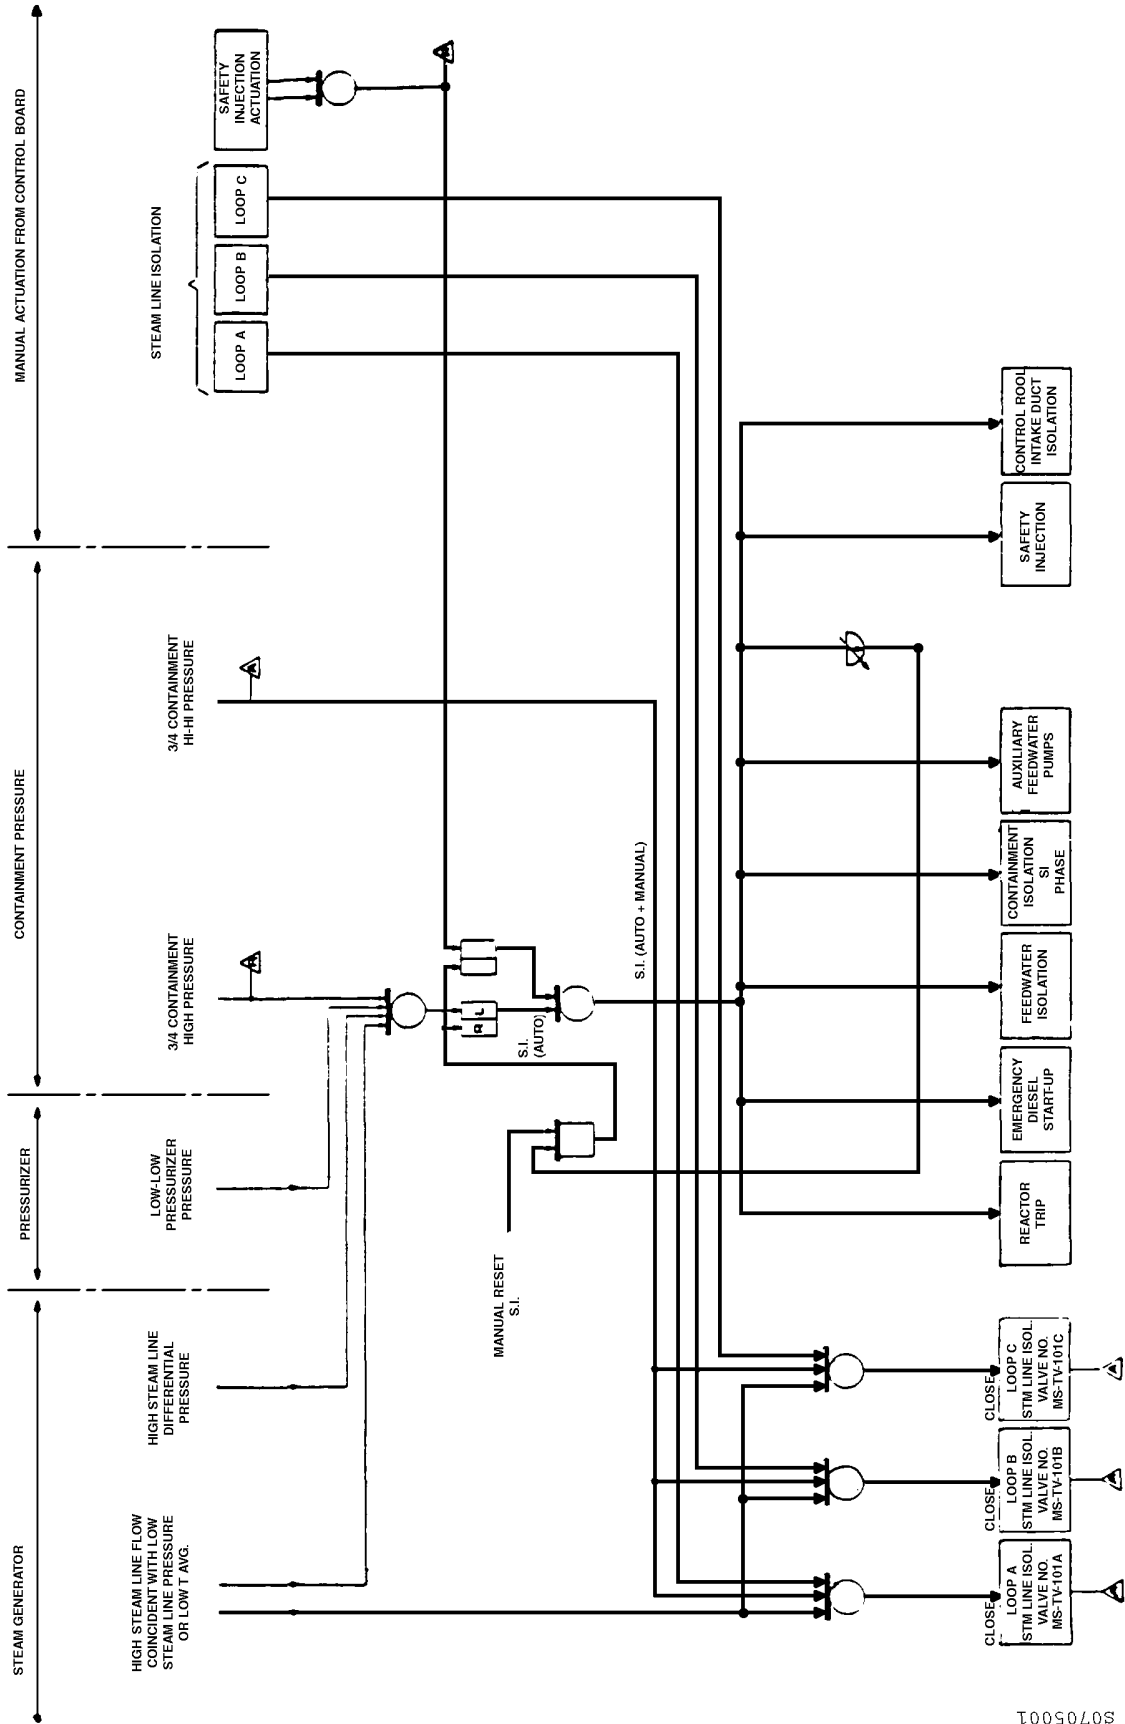 STEAM GENERATOR
PRESSURIZER
CONTAINMENT PRESSURE
MANUAL ACTUATION FROM CONTROL BOARD
HIGH STEAM LINE FLOW
COINCIDENT WITH LOW
STEAM LINE PRESSURE
OR LOW T AVG.
HIGH STEAM LINE
DIFFERENTIAL
PRESSURE
LOW-LOW
PRESSURIZER
PRESSURE
3/4 CONTAINMENT
HIGH PRESSURE
3/4 CONTAINMENT
HI-HI PRESSURE
STEAM LINE ISOLATION
LOOP A
LOOP B
LOOP C
SAFETY
INJECTION
ACTUATION
A
A
R
L
S.I.
(AUTO)
MANUAL RESET
S.I.
S.I. (AUTO + MANUAL)
CLOSE
LOOP A
STM LINE ISOL.
VALVE NO.
MS-TV-101A
CLOSE
LOOP B
STM LINE ISOL.
VALVE NO.
MS-TV-101B
CLOSE
LOOP C
STM LINE ISOL.
VALVE NO.
MS-TV-101C
A
A
A
REACTOR
TRIP
EMERGENCY
DIESEL
START-UP
FEEDWATER
ISOLATION
CONTAINMENT
ISOLATION
SI
PHASE
AUXILIARY
FEEDWATER
PUMPS
SAFETY
INJECTION
CONTROL ROOL
INTAKE DUCT
ISOLATION
S0705001